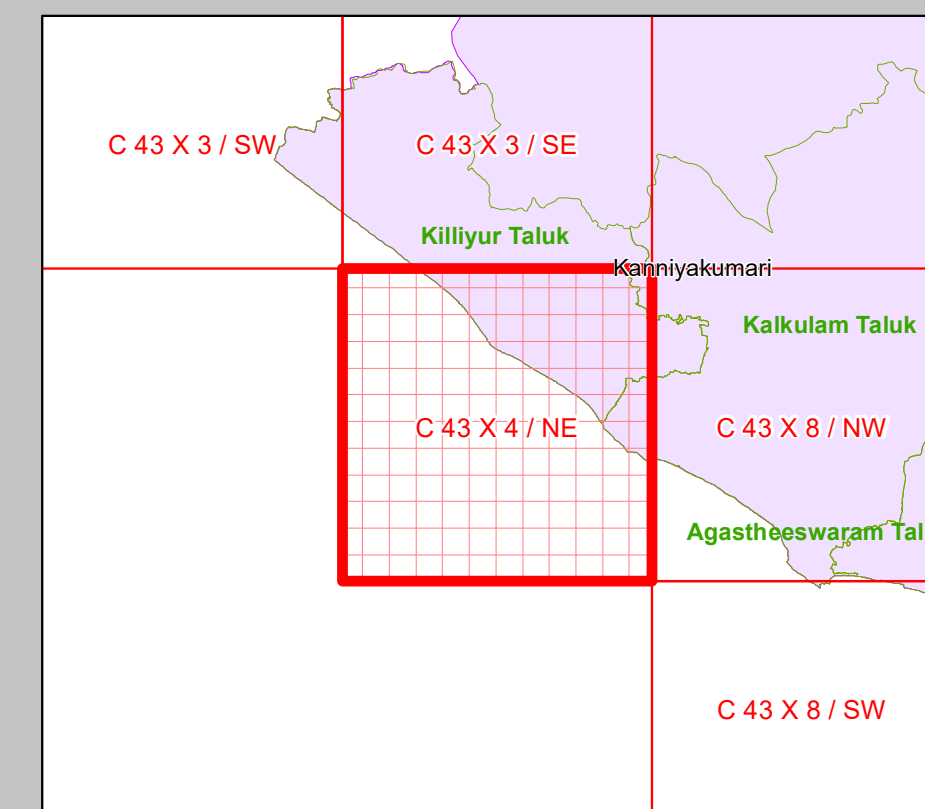 C 43 X 3 / SW
C 43 X 3 / SE
Killiyur Taluk
Kanniyakumari
Kalkulam Taluk
C 43 X 4 / NE
C 43 X 8 / NW
Agastheeswaram Tal
C 43 X 8 / SW